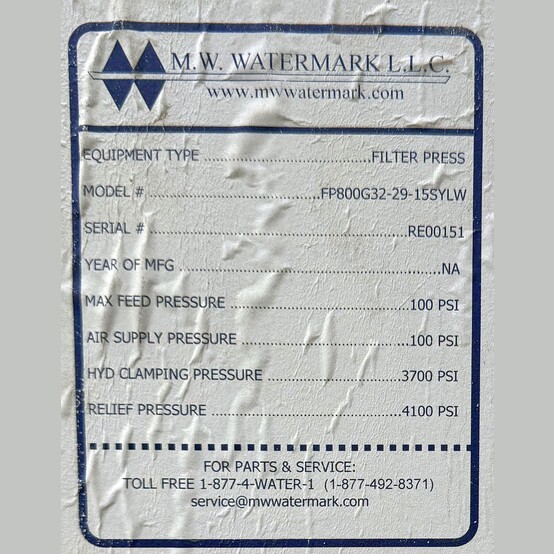 M.W. WATERMARK L.L.C.
www.mwwatermark.com
EQUIPMENT TYPE ........................................FILTER PRESS
MODEL # ........................................FP800G32-29-15SYLW
SERIAL # ........................................RE00151
YEAR OF MFG ........................................NA
MAX FEED PRESSURE ........................................100 PSI
AIR SUPPLY PRESSURE ........................................100 PSI
HYD CLAMPING PRESSURE ........................................3700 PSI
RELIEF PRESSURE ........................................4100 PSI
FOR PARTS & SERVICE:
TOLL FREE 1-877-4-WATER-1 (1-877-492-8371)
service@mwwatermark.com